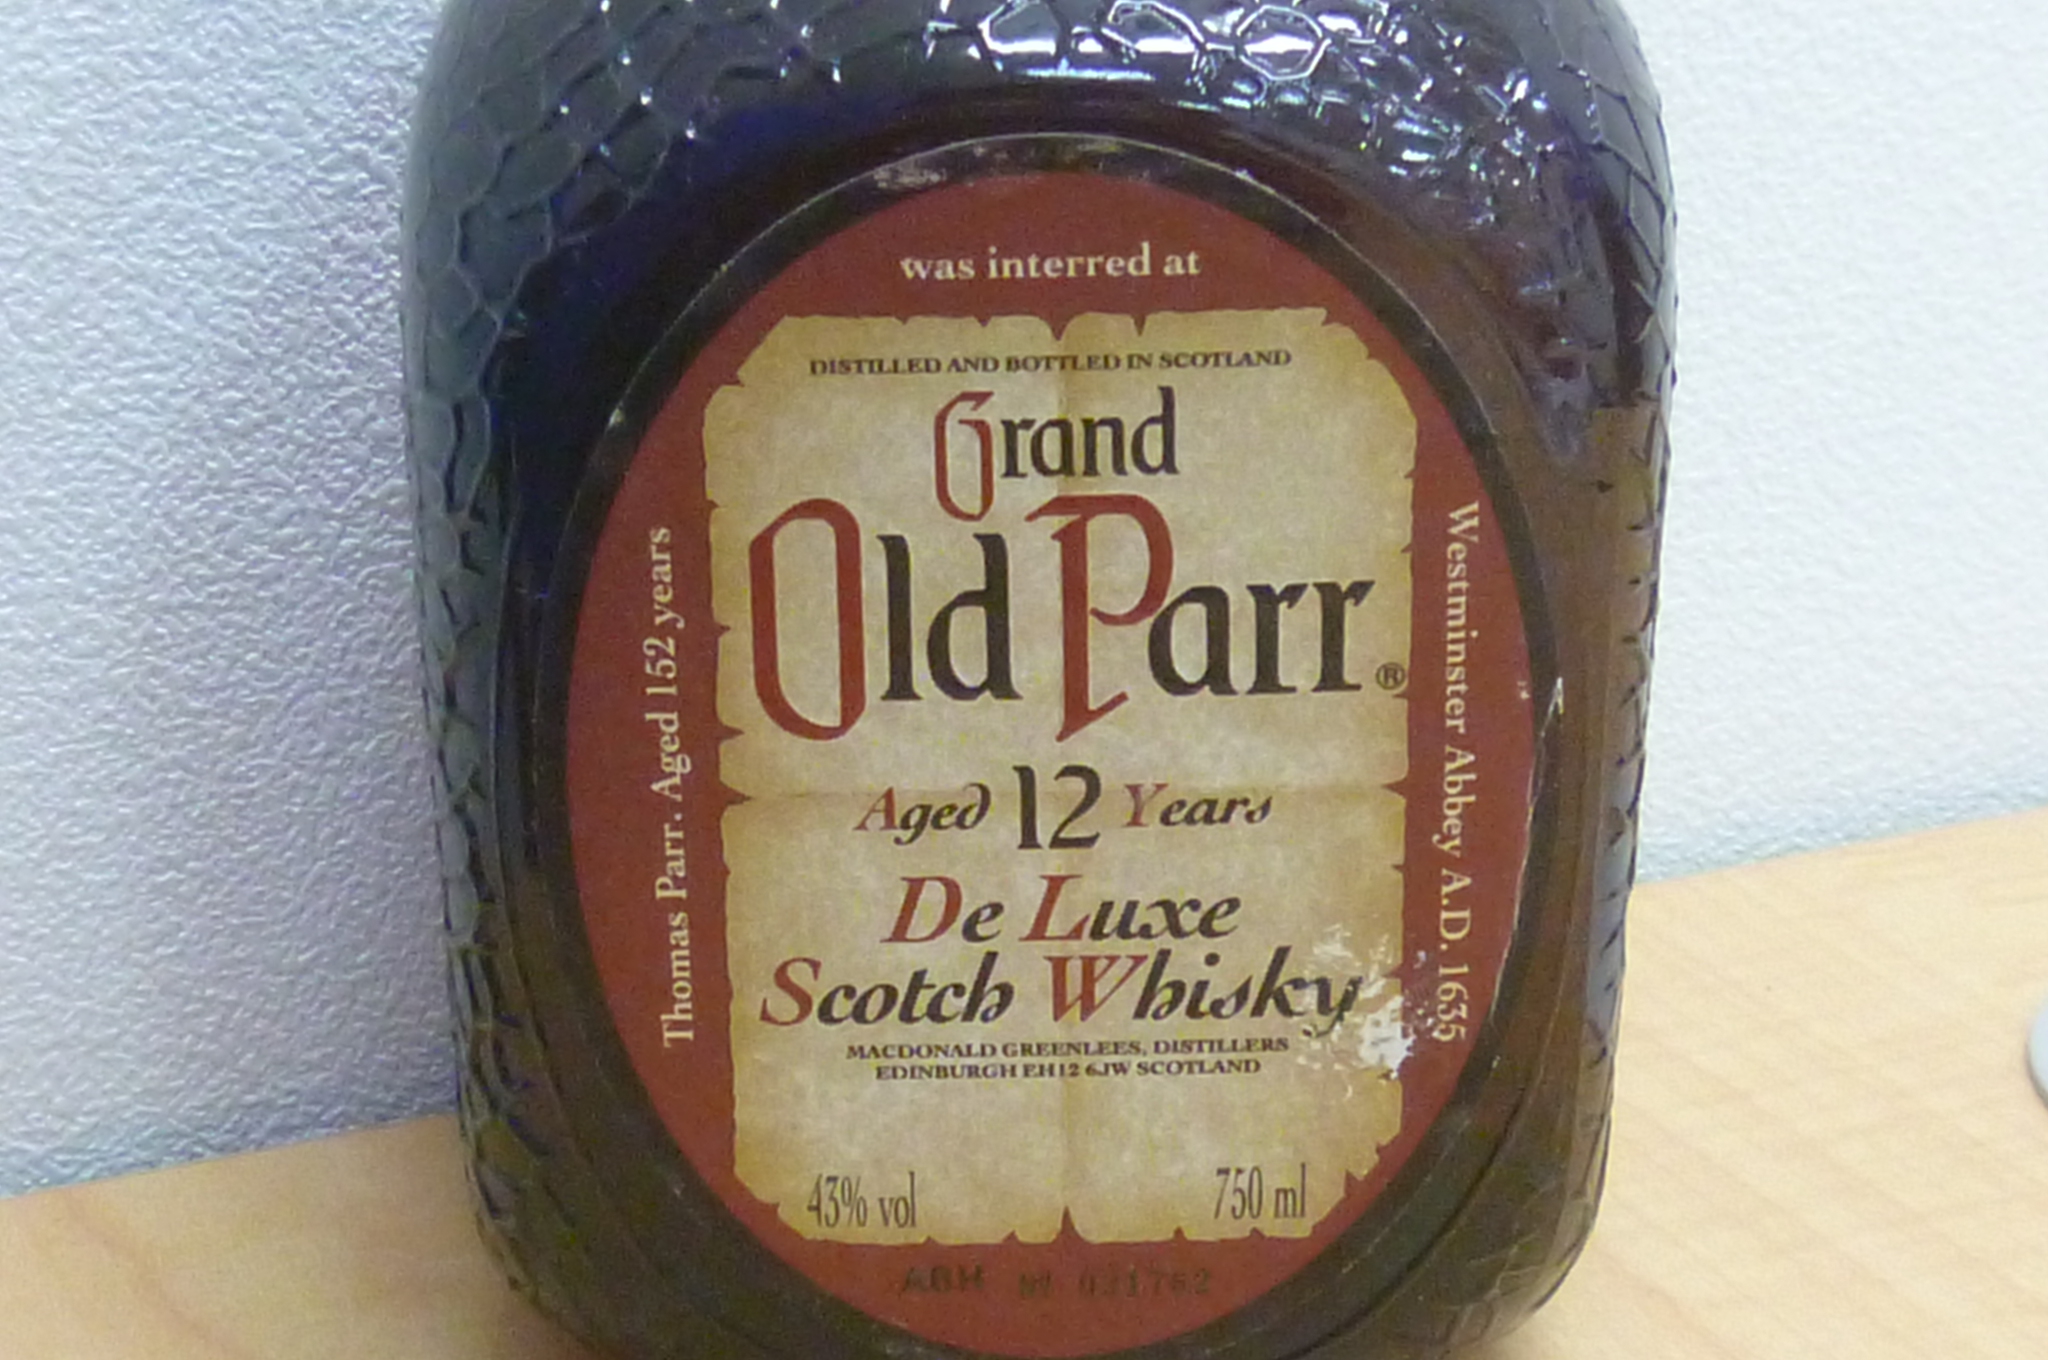 was interred at
DISTILLED AND BOTTLED IN SCOTLAND
Grand
Old Parr®
Aged 12 Years
De Luxe
Scotch Whisky
MACDONALD GREENLEES, DISTILLERS
EDINBURGH EH12 6JW SCOTLAND
43% vol 750 ml
Thomas Parr. Aged 152 years
Westminster Abbey A.D. 1635